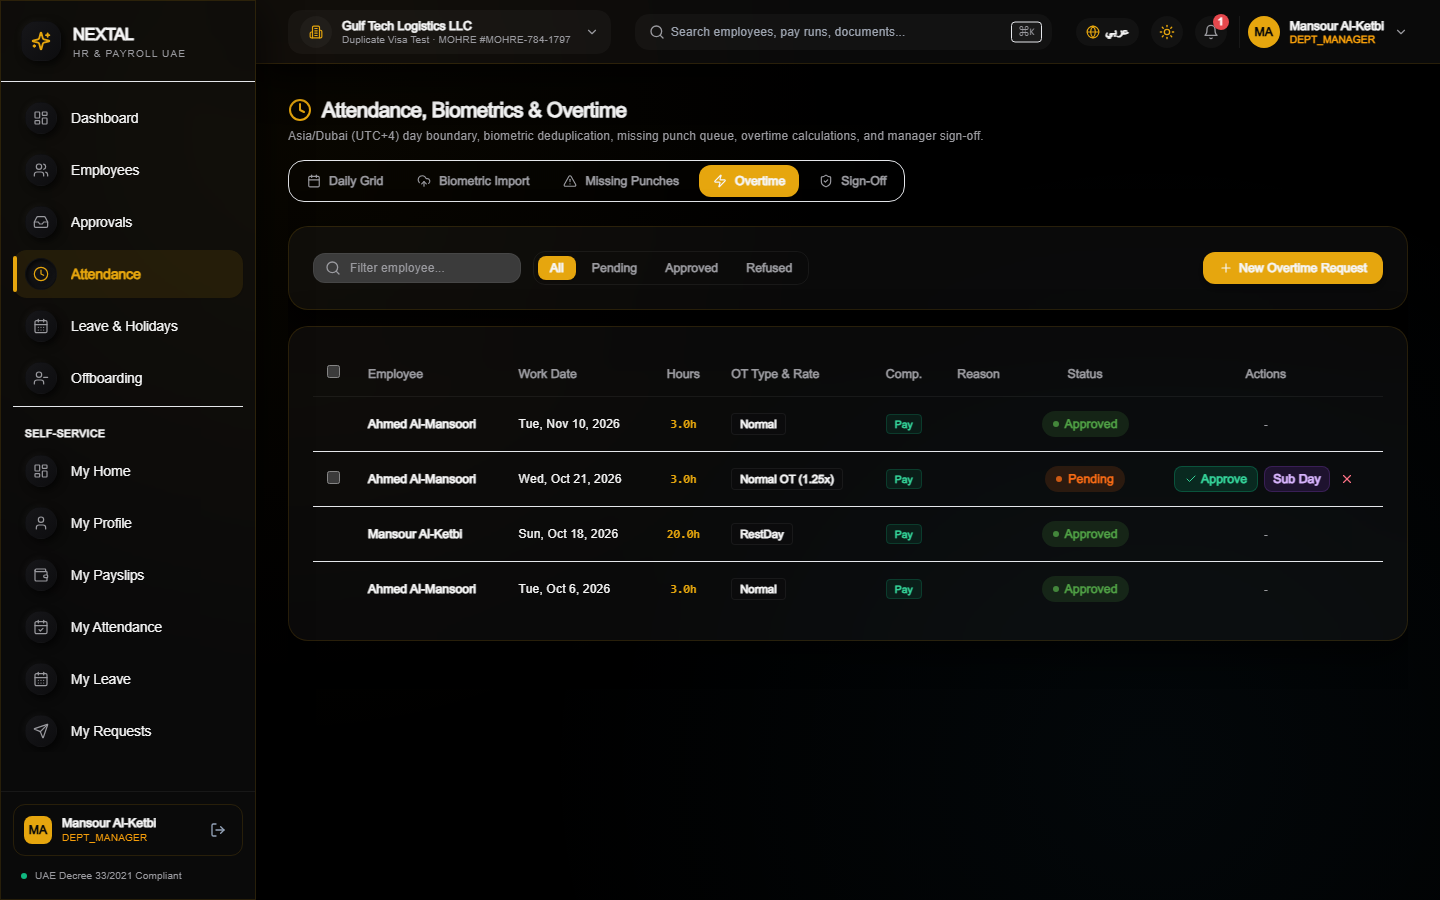 NEXTAL
HR & PAYROLL UAE
Gulf Tech Logistics LLC
Duplicate Visa Test · MOHRE #MOHRE-784-1797
Search employees, pay runs, documents...
⌘K
عربي
1
MA
Mansour Al-Ketbi
DEPT_MANAGER
Dashboard
Employees
Approvals
Attendance
Leave & Holidays
Offboarding
SELF-SERVICE
My Home
My Profile
My Payslips
My Attendance
My Leave
My Requests
MA
Mansour Al-Ketbi
DEPT_MANAGER
UAE Decree 33/2021 Compliant
Attendance, Biometrics & Overtime
Asia/Dubai (UTC+4) day boundary, biometric deduplication, missing punch queue, overtime calculations, and manager sign-off.
Daily Grid Biometric Import Missing Punches Overtime Sign-Off
Filter employee... All Pending Approved Refused + New Overtime Request
Employee Work Date Hours OT Type & Rate Comp. Reason Status Actions
Ahmed Al-Mansoori Tue, Nov 10, 2026 3.0h Normal Pay Approved -
Ahmed Al-Mansoori Wed, Oct 21, 2026 3.0h Normal OT (1.25x) Pay Pending Approve Sub Day
Mansour Al-Ketbi Sun, Oct 18, 2026 20.0h RestDay Pay Approved -
Ahmed Al-Mansoori Tue, Oct 6, 2026 3.0h Normal Pay Approved -